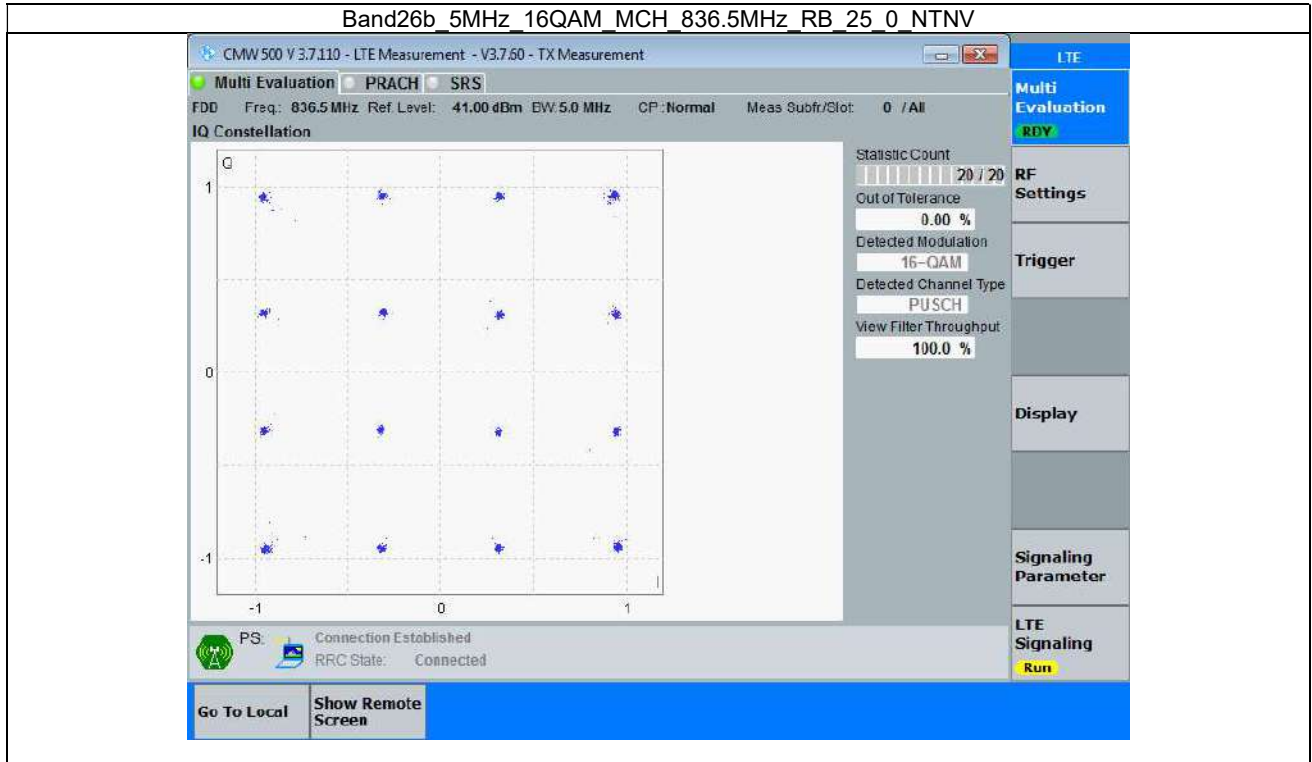 Band26b_5MHz_16QAM_MCH_836.5MHz_RB_25_0_NTNV
CMW 500 V 3.7.110 - LTE Measurement - V3.7.60 - TX Measurement
LTE
Multi Evaluation PRACH SRS
FDD Freq.: 836.5 MHz Ref. Level: 41.00 dBm BW: 5.0 MHz CP: Normal Meas Subfr./Slot: 0 / All
IQ Constellation
Q
1
0
-1
-1 0 1
I
Statistic Count
20 / 20
Out of Tolerance
0.00 %
Detected Modulation
16-QAM
Detected Channel Type
PUSCH
View Filter Throughput
100.0 %
Multi
Evaluation
RDY
RF
Settings
Trigger
Display
Signaling
Parameter
LTE
Signaling
Run
PS: Connection Established
RRC State: Connected
Go To Local
Show Remote
Screen